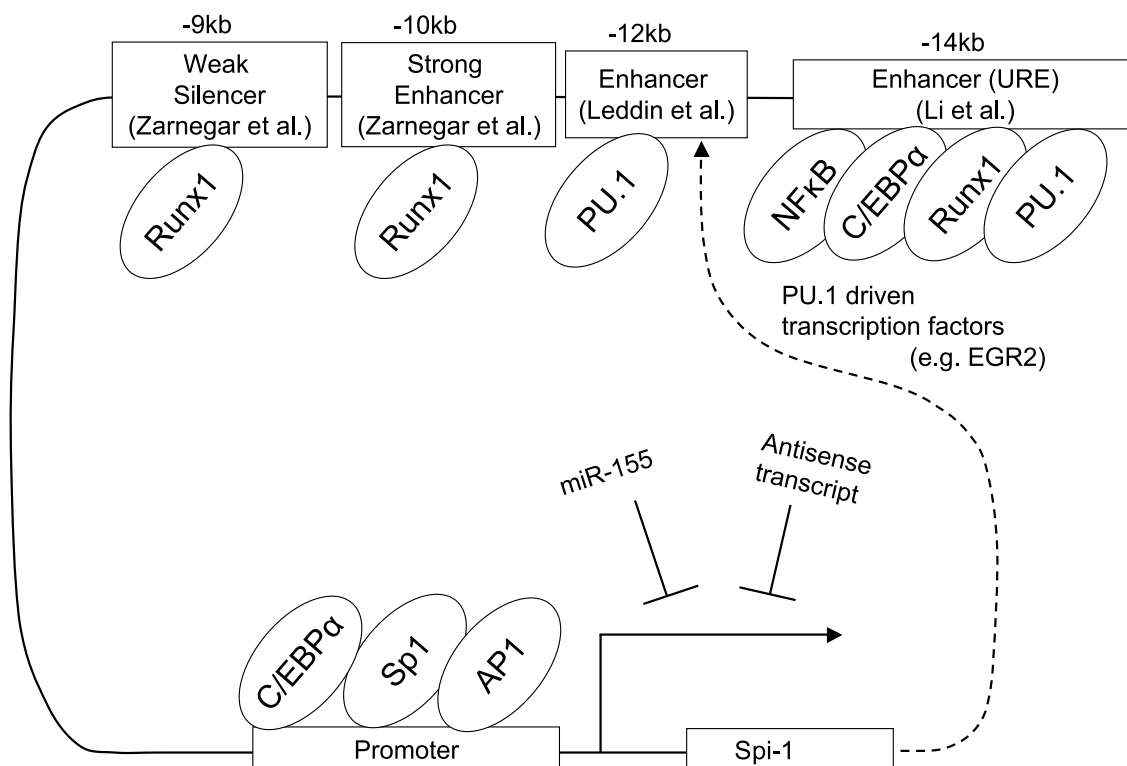 -9kb
-10kb
-12kb
-14kb
Weak
Silencer
(Zarnegar et al.)
Strong
Enhancer
(Zarnegar et al.)
Enhancer
(Leddin et al.)
Enhancer (URE)
(Li et al.)
Runx1
Runx1
PU.1
NFκB
C/EBPα
Runx1
PU.1
PU.1 driven
transcription factors
(e.g. EGR2)
miR-155
Antisense
transcript
C/EBPα
Sp1
AP1
Promoter
Spi-1